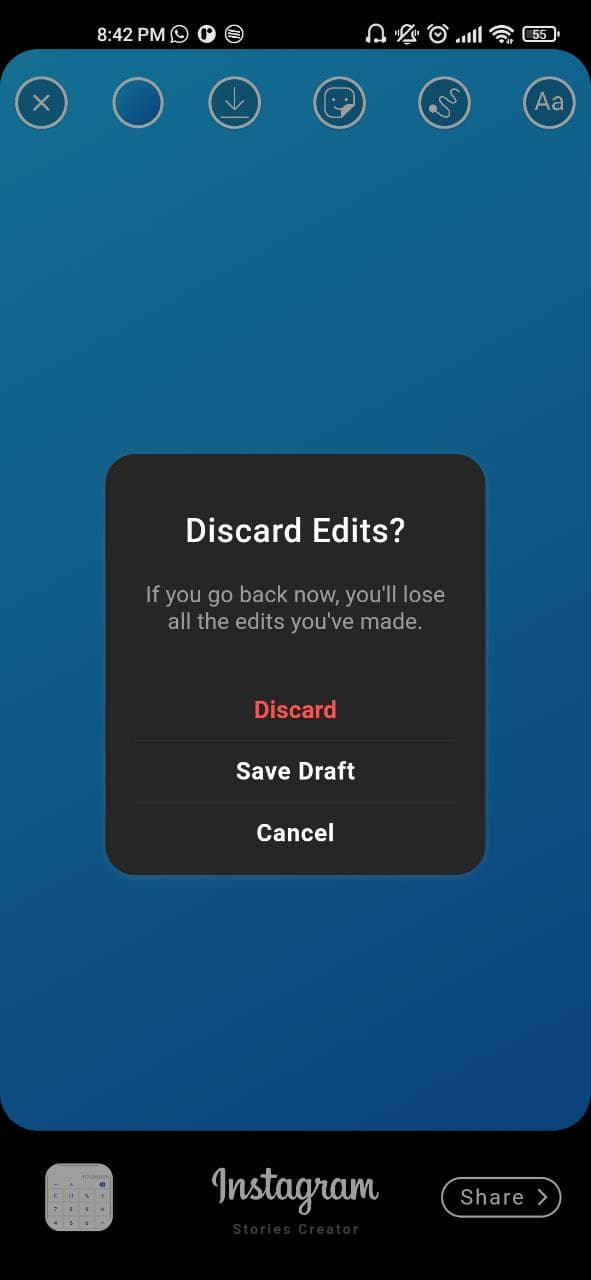 8:42 PM
55
Aa
Discard Edits?
If you go back now, you'll lose
all the edits you've made.
Discard
Save Draft
Cancel
Instagram
Stories Creator
Share